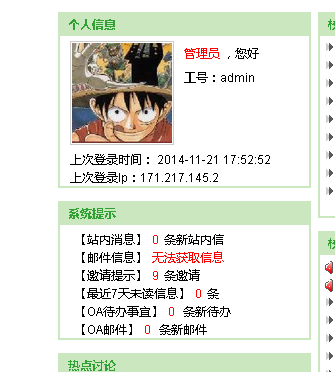 个人信息
管理员 ，您好
工号：admin
上次登录时间： 2014-11-21 17:52:52
上次登录Ip：171.217.145.2
系统提示
【站内消息】 0 条新站内信
【邮件信息】 无法获取信息
【邀请提示】 9 条邀请
【最近7天未读信息】 0 条
【OA待办事宜】 0 条新待办
【OA邮件】 0 条新邮件
热点讨论